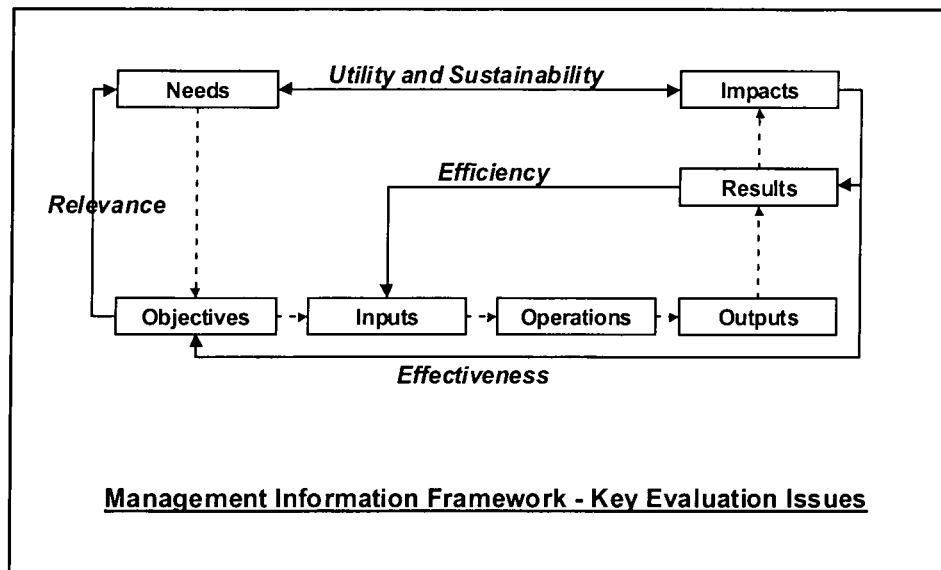 Utility and Sustainability
Needs
Impacts
Efficiency
Results
Relevance
Objectives
Inputs
Operations
Outputs
Effectiveness
Management Information Framework - Key Evaluation Issues